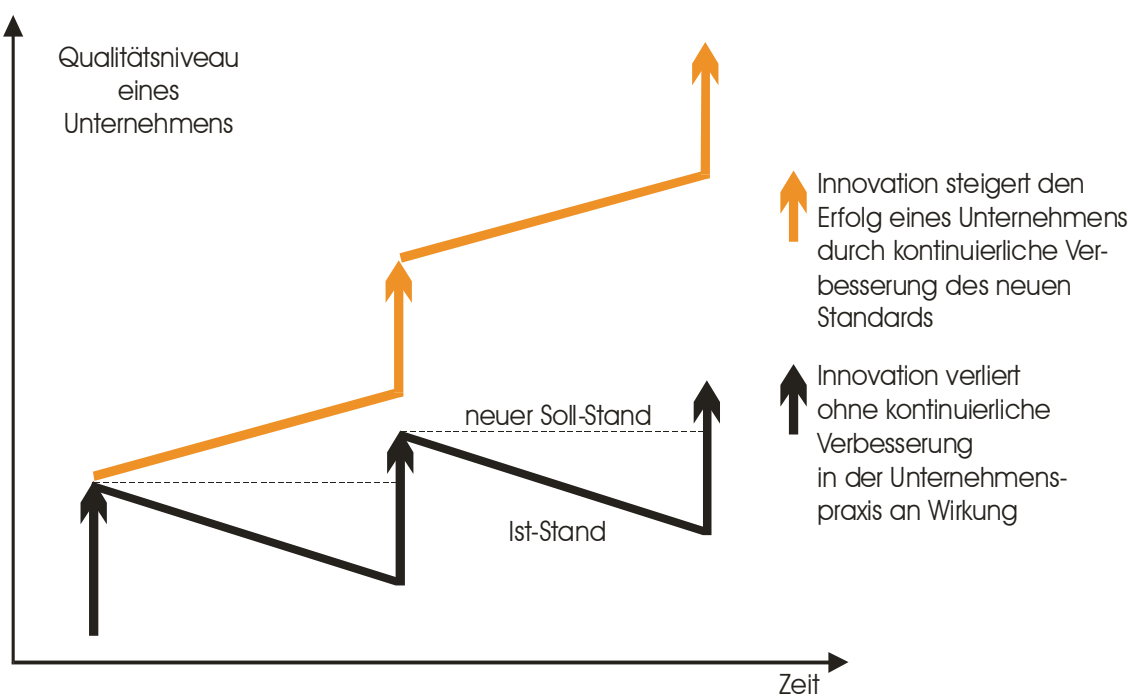 Qualitätsniveau
eines
Unternehmens
Innovation steigert den
Erfolg eines Unternehmens
durch kontinuierliche Ver-
besserung des neuen
Standards
Innovation verliert
ohne kontinuierliche
Verbesserung
in der Unternehmens-
praxis an Wirkung
neuer Soll-Stand
Ist-Stand
Zeit